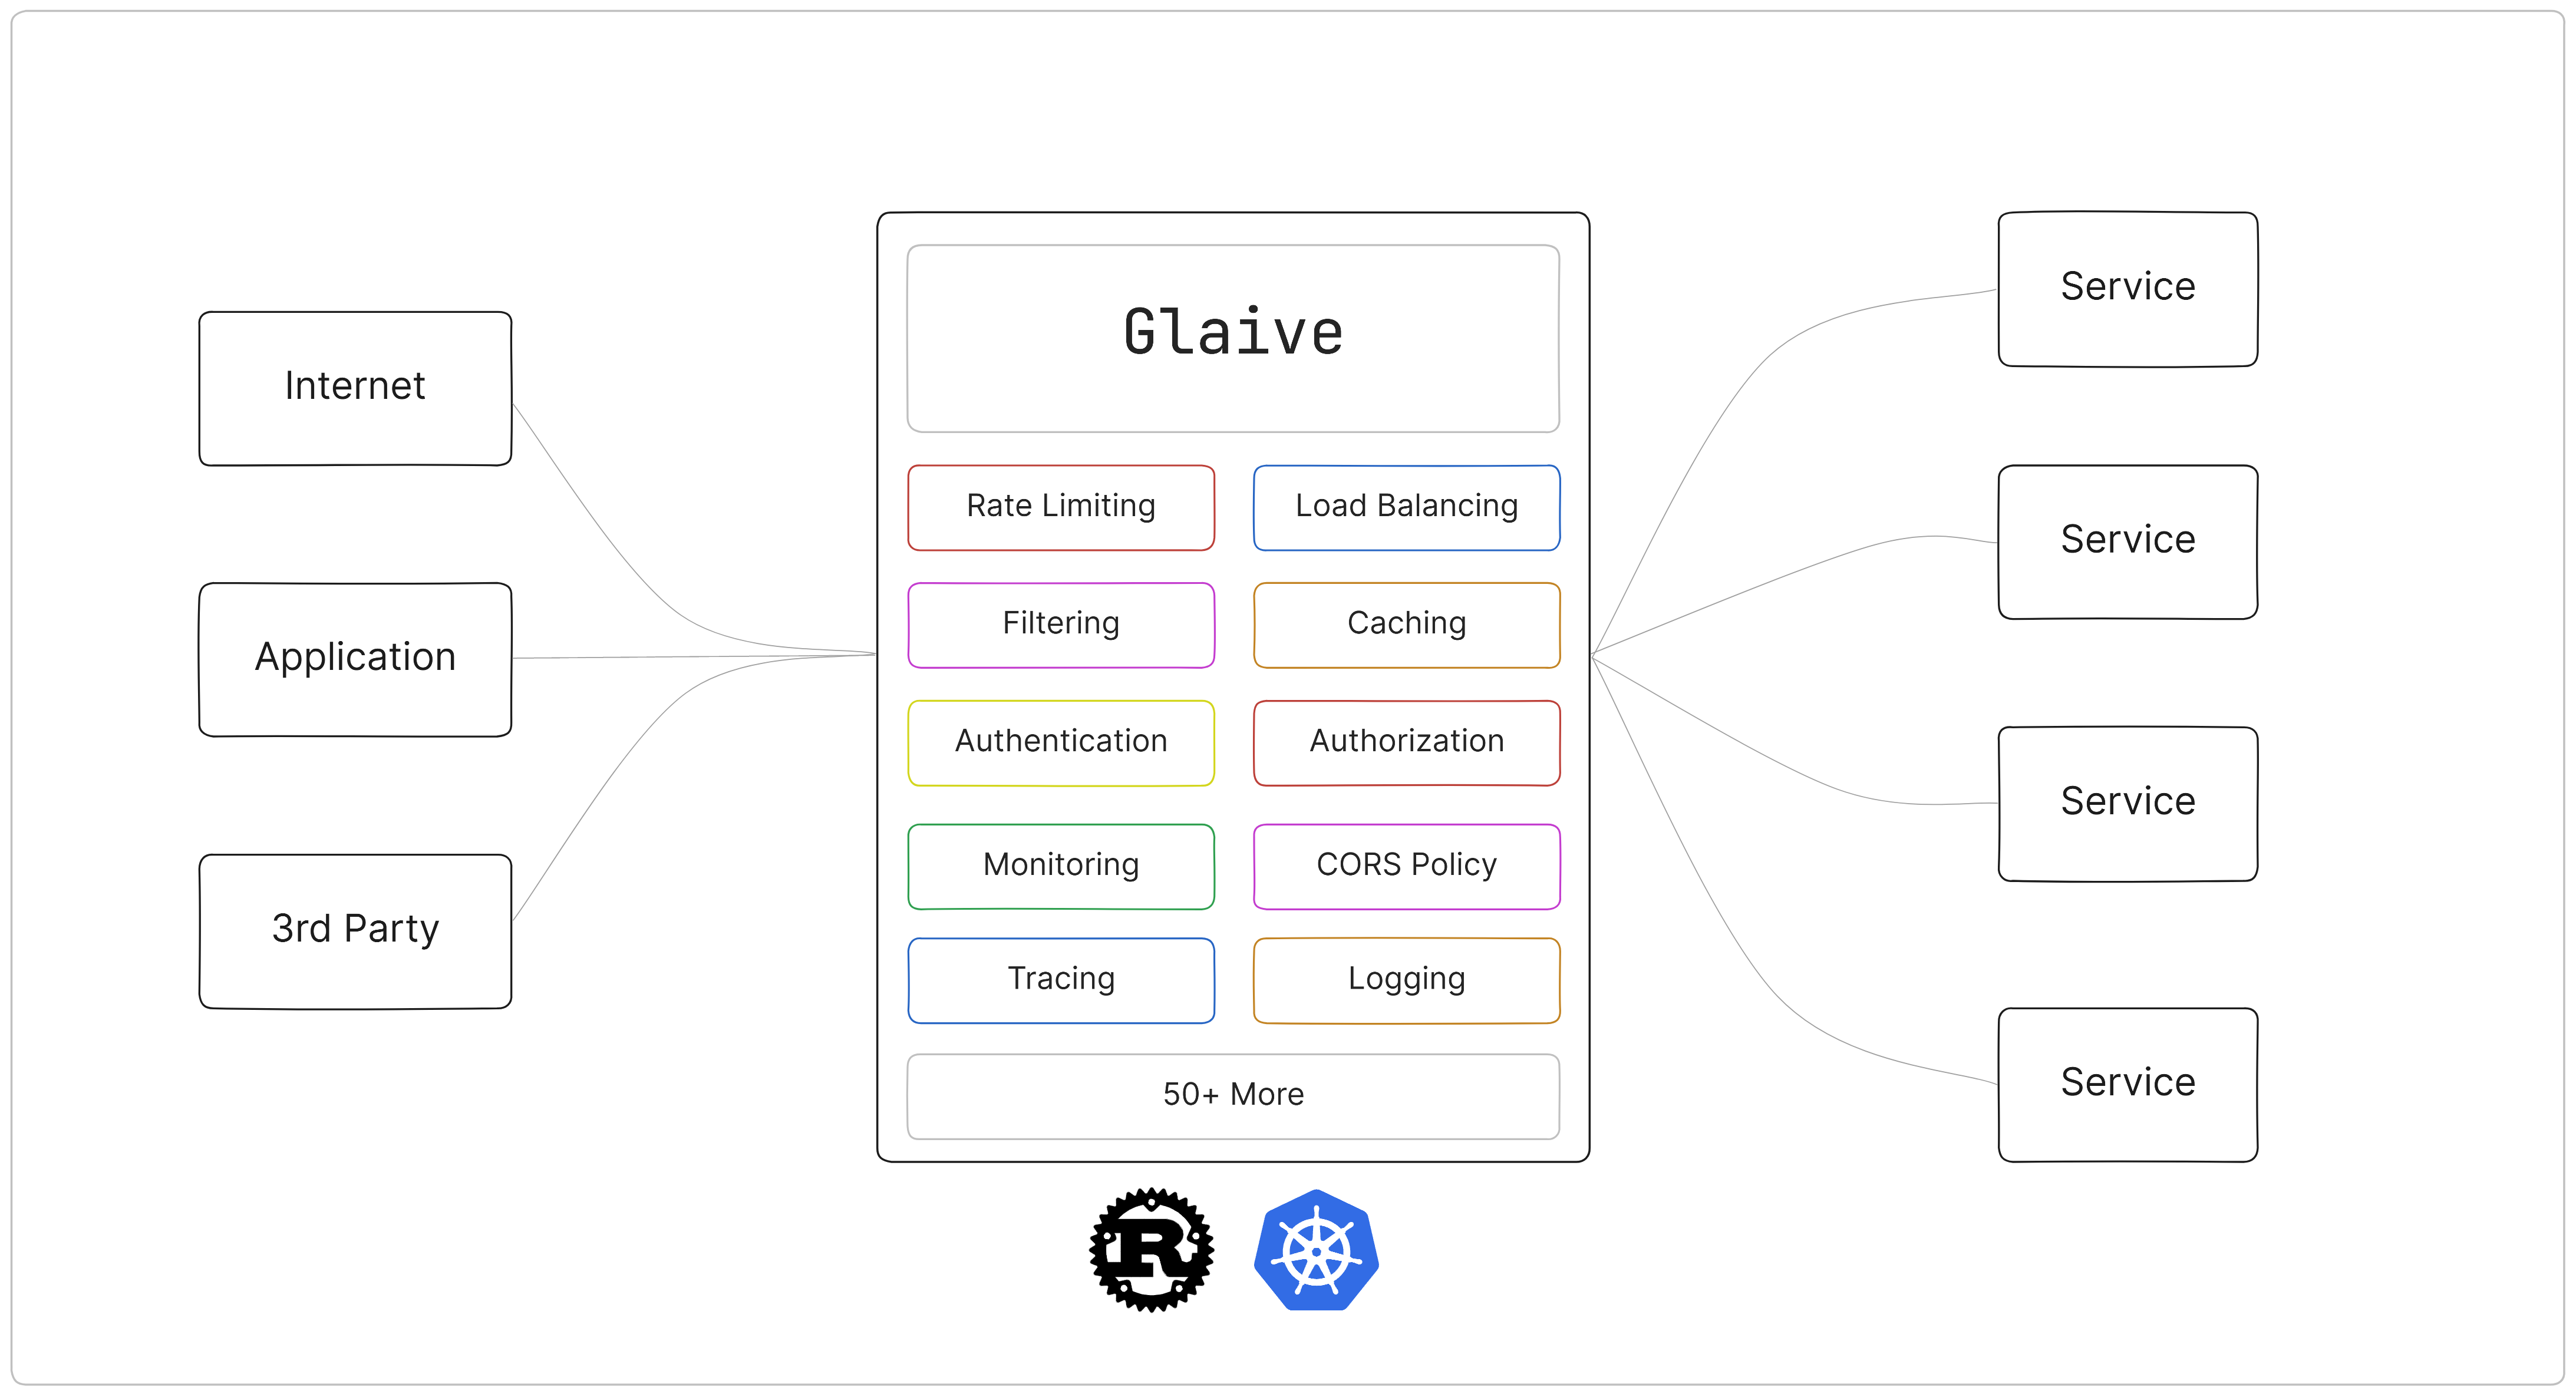 Internet
Application
3rd Party
Glaive
Rate Limiting
Load Balancing
Filtering
Caching
Authentication
Authorization
Monitoring
CORS Policy
Tracing
Logging
50+ More
R
Service
Service
Service
Service